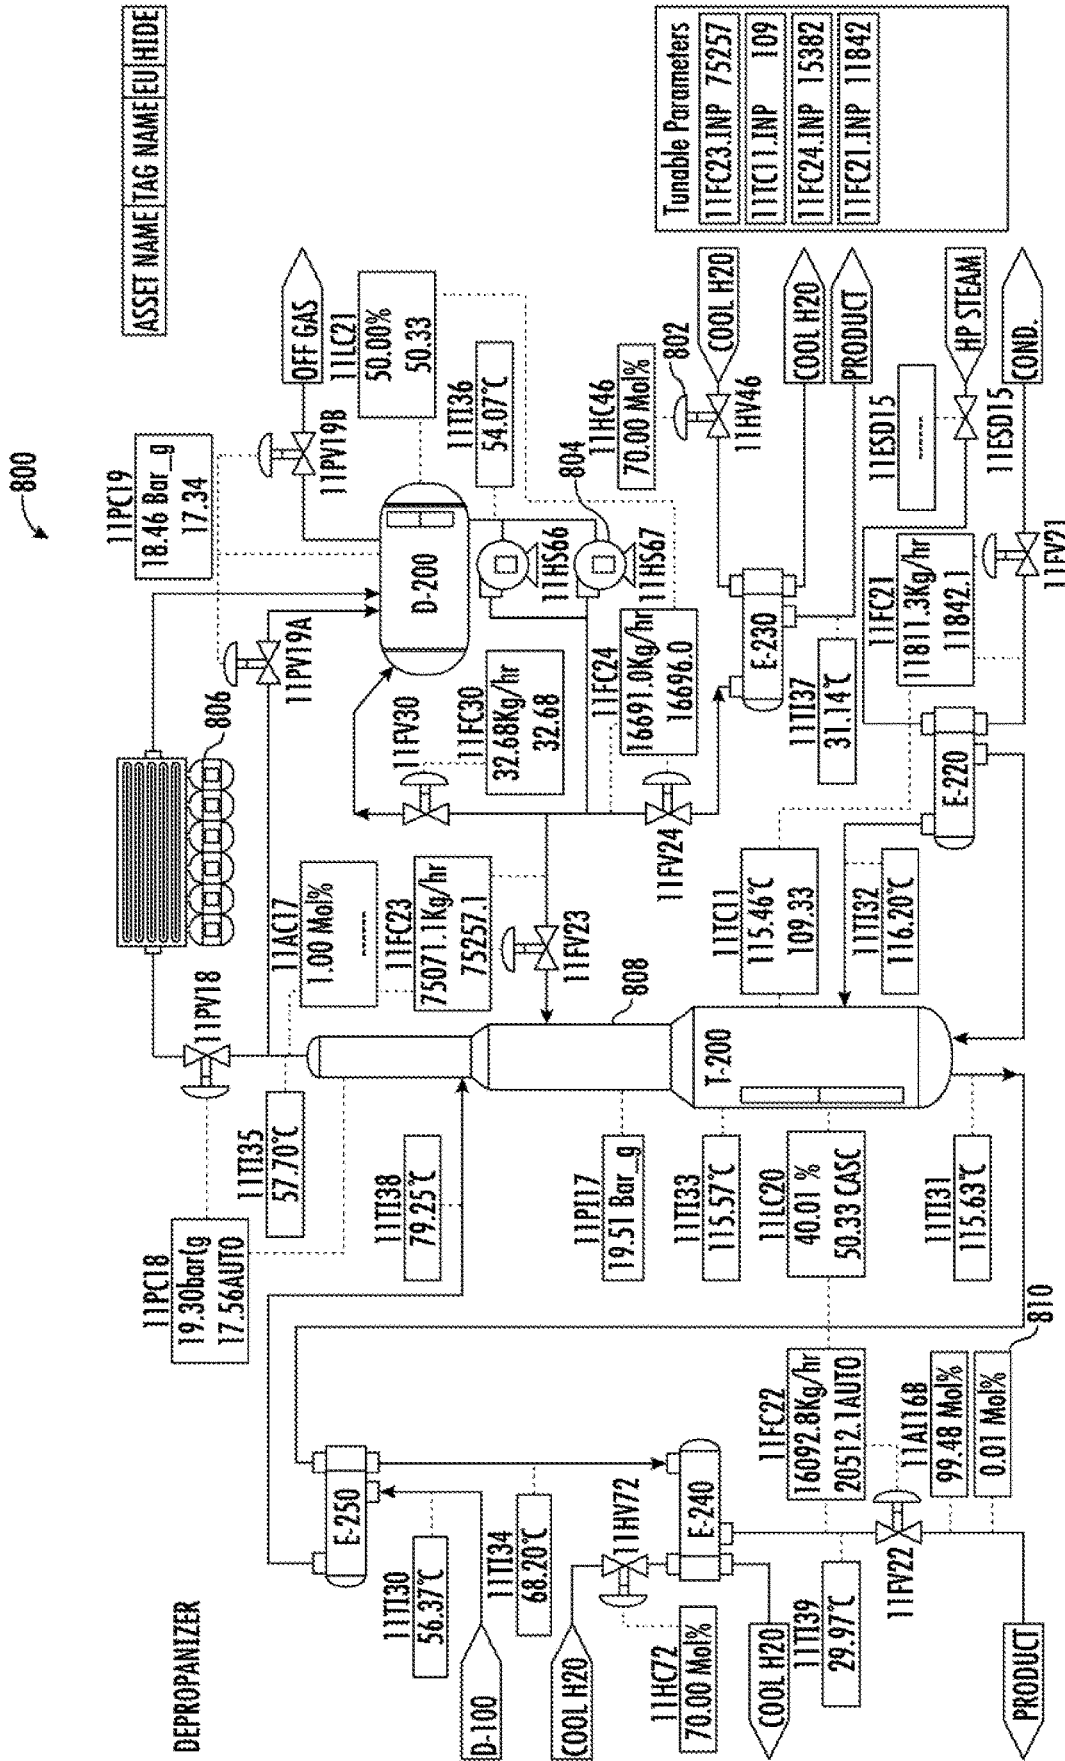 800
DEPROPANIZER
ASSET NAME TAG NAME EU HIDE
11PC18
19.30bar(g
17.56AUTO
11PV18
806
11PC19
18.46 Bar_g
17.34
11PV19A
11PV19B
OFF GAS
11TI35
57.70°C
11AC17
1.00 Mol%
-----
11FC23
75071.1Kg/hr
75257.1
11FV30
11FC30
32.68Kg/hr
32.68
D-200
11LC21
50.00%
50.33
11TI36
54.07°C
11HS66
11HS67
804
E-250
11TI30
56.37°C
D-100
11TI38
79.25°C
11TI34
68.20°C
11FV23
11FV24
11FC24
16691.0Kg/hr
16696.0
11HC46
70.00 Mol%
802
11HV46
COOL H20
COOL H20
PRODUCT
E-230
11TI37
31.14°C
808
T-200
11PI17
19.51 Bar_g
11TI33
115.57°C
11LC20
40.01 %
50.33 CASC
11TI31
115.63°C
11TC11
115.46°C
109.33
11TI32
116.20°C
E-220
11FC21
11811.3Kg/hr
11842.1
11FV21
11ESD15
-----
11ESD15
HP STEAM
COND.
COOL H20
11HV72
11HC72
70.00 Mol%
COOL H20
E-240
11FC22
16092.8Kg/hr
20512.1AUTO
11TI39
29.97°C
11FV22
11AI16B
99.48 Mol%
0.01 Mol%
810
PRODUCT
Tunable Parameters
11FC23.INP 75257
11TC11.INP 109
11FC24.INP 15382
11FC21.INP 11842